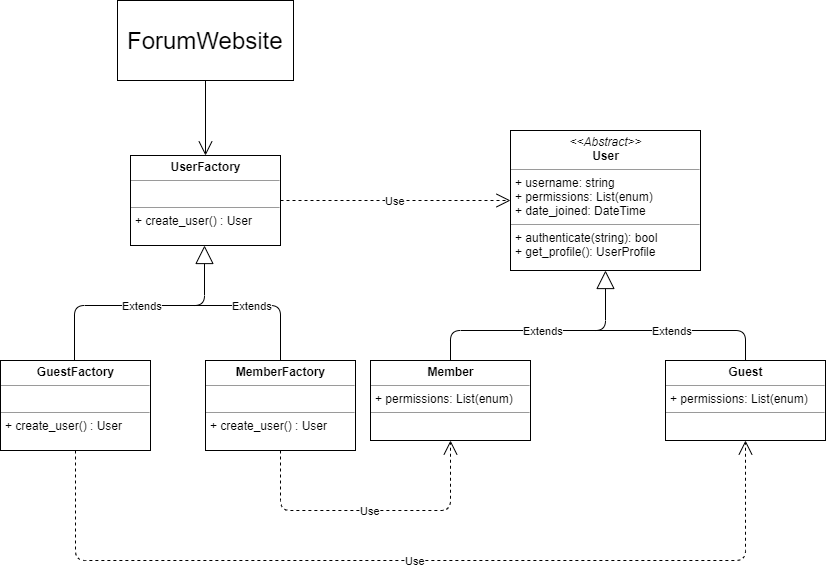 ForumWebsite
UserFactory
+ create_user() : User
Use
<<Abstract>>
User
+ username: string
+ permissions: List(enum)
+ date_joined: DateTime
+ authenticate(string): bool
+ get_profile(): UserProfile
Extends
Extends
Extends
Extends
GuestFactory
+ create_user() : User
MemberFactory
+ create_user() : User
Member
+ permissions: List(enum)
Guest
+ permissions: List(enum)
Use
Use